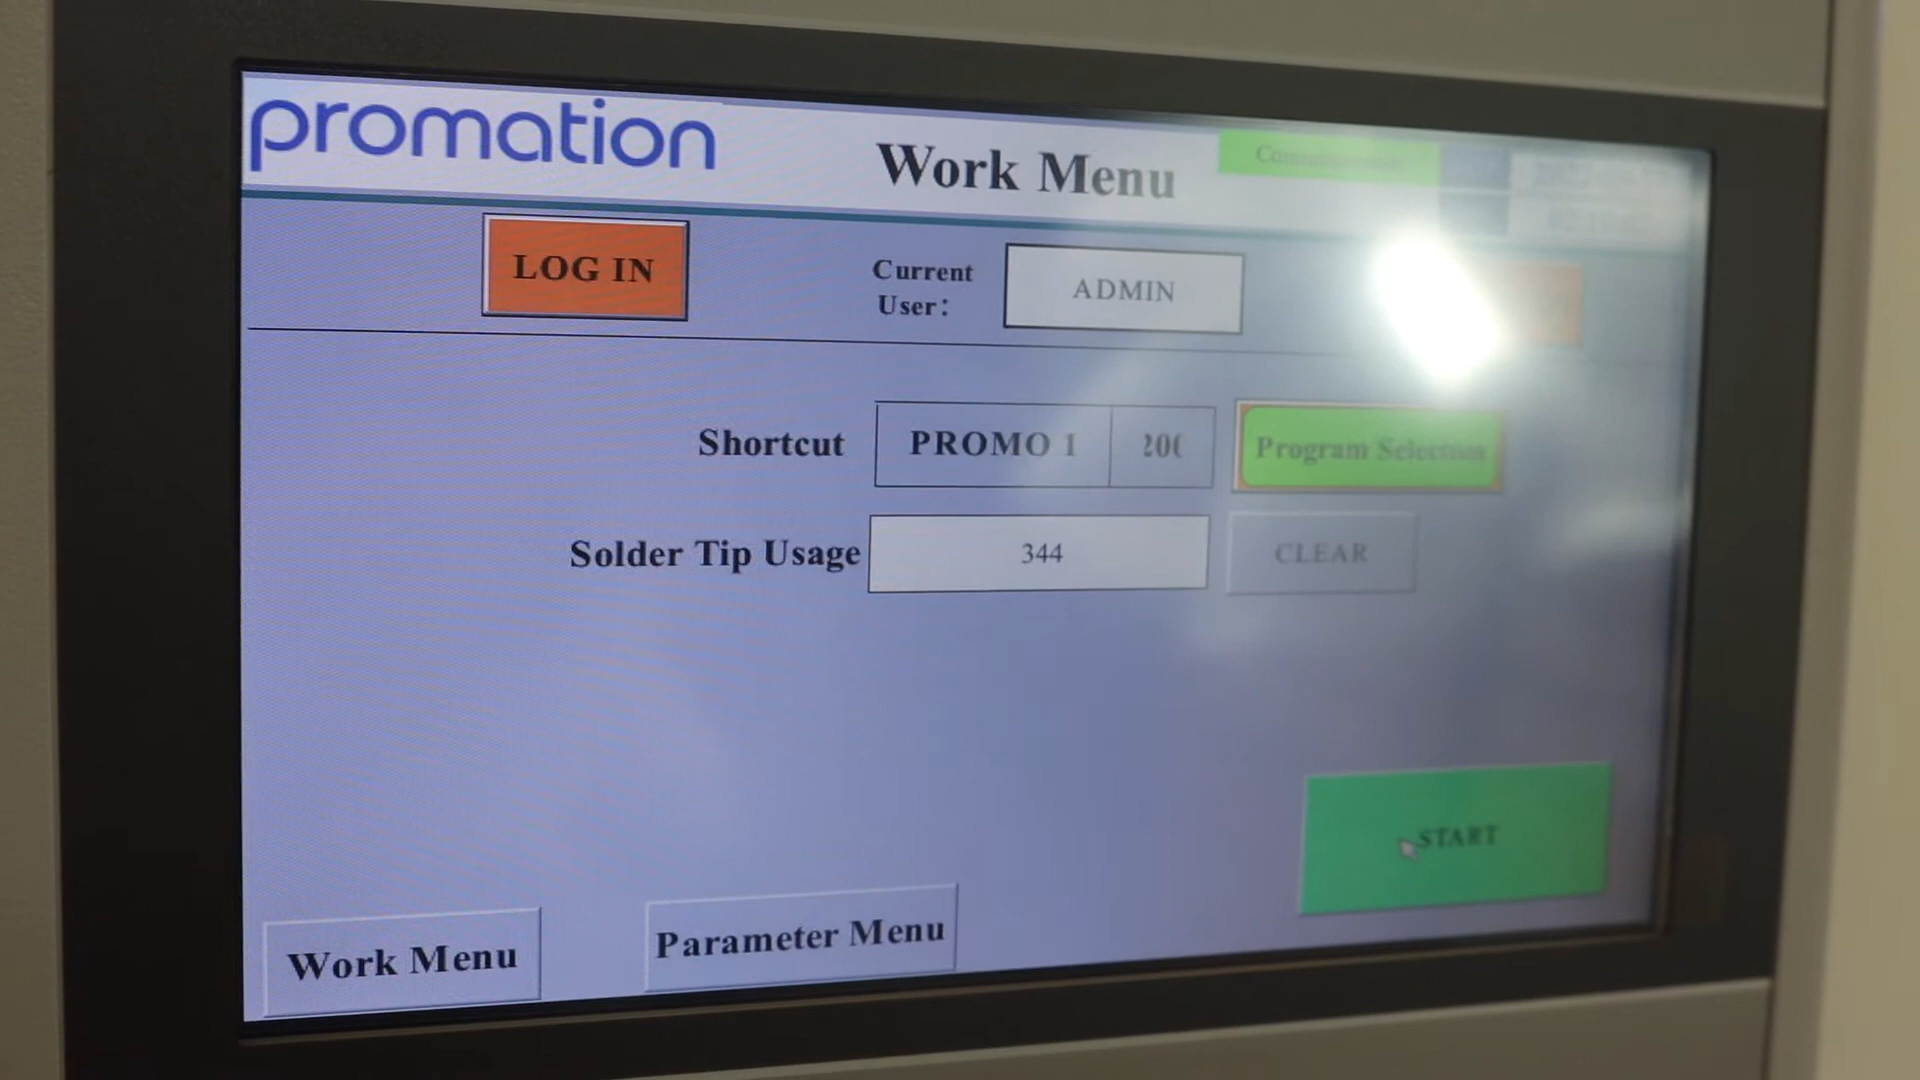 promation
Work Menu
LOG IN
Current
User:
ADMIN
Shortcut
PROMO 1
Program Selection
Solder Tip Usage
344
CLEAR
START
Work Menu
Parameter Menu